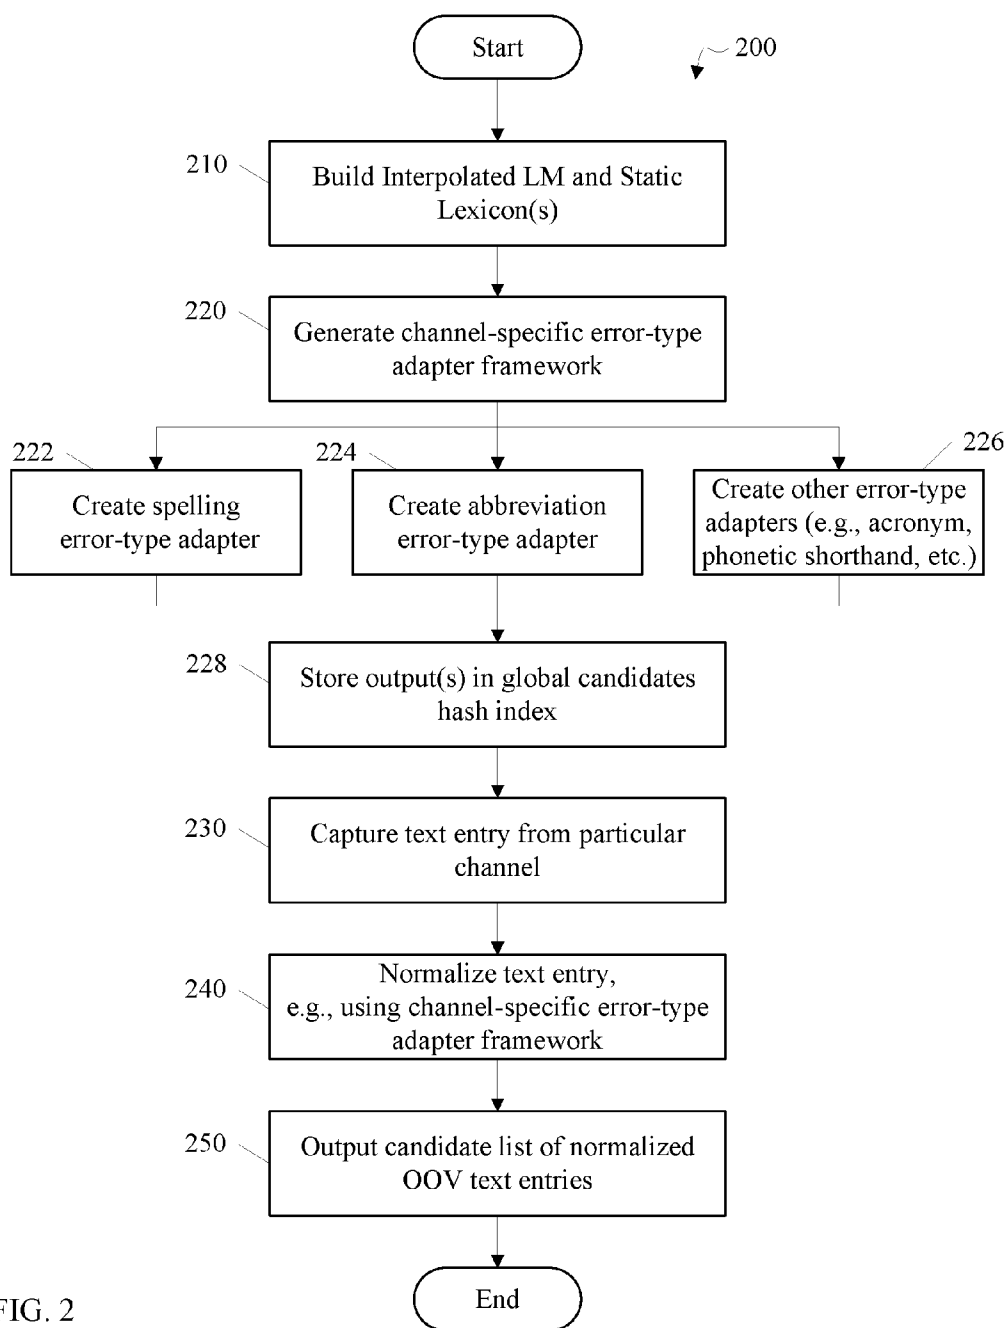 Start
200
210
Build Interpolated LM and Static
Lexicon(s)
220
Generate channel-specific error-type
adapter framework
222
224
226
Create spelling
error-type adapter
Create abbreviation
error-type adapter
Create other error-type
adapters (e.g., acronym,
phonetic shorthand, etc.)
228
Store output(s) in global candidates
hash index
230
Capture text entry from particular
channel
240
Normalize text entry,
e.g., using channel-specific error-type
adapter framework
250
Output candidate list of normalized
OOV text entries
End
FIG. 2